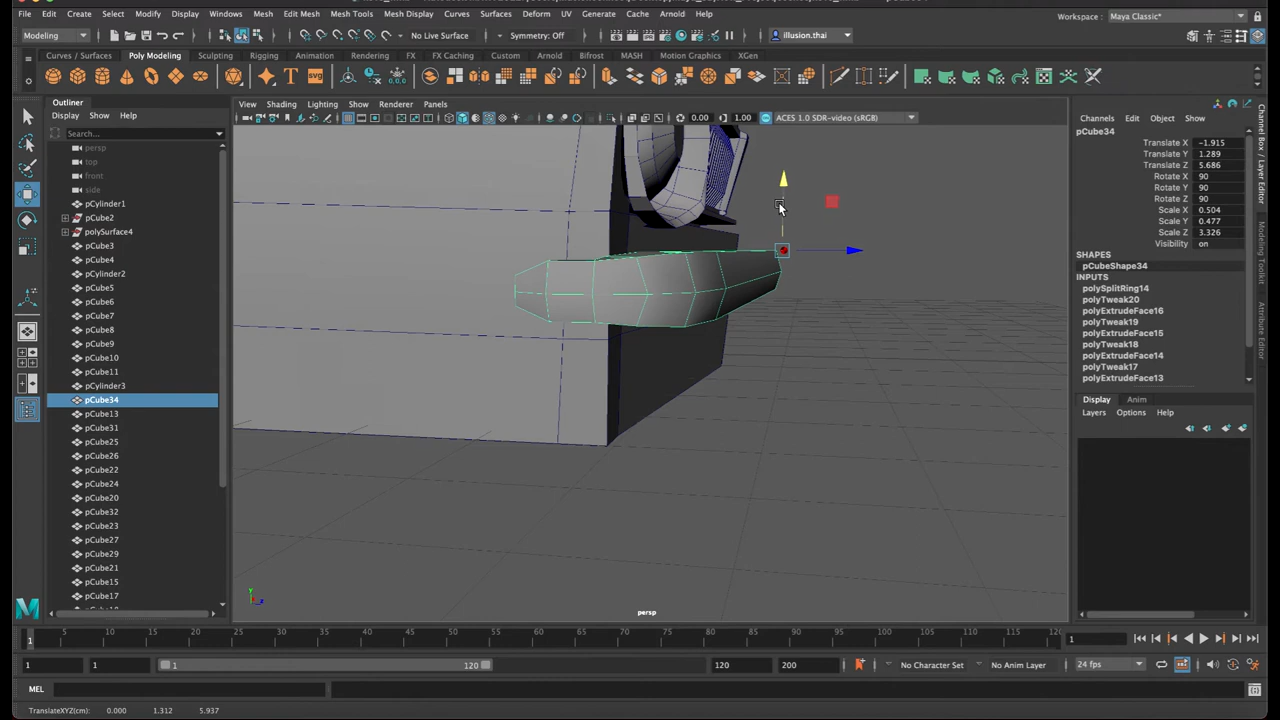 File Edit Create Select Modify Display Windows Mesh Edit Mesh Mesh Tools Mesh Display Curves Surfaces Deform UV Generate Cache Arnold Help
Workspace : Maya Classic*
Modeling No Live Surface Symmetry: Off illusion.thai
Curves / Surfaces Poly Modeling Sculpting Rigging Animation Rendering FX FX Caching Custom Arnold Bifrost MASH Motion Graphics XGen
SVG
Outliner
Display Show Help
Search...
persp
top
front
side
pCylinder1
pCube2
polySurface4
pCube3
pCube4
pCylinder2
pCube5
pCube6
pCube7
pCube8
pCube9
pCube10
pCube11
pCylinder3
pCube34
pCube13
pCube31
pCube25
pCube26
pCube22
pCube24
pCube20
pCube32
pCube23
pCube27
pCube29
pCube21
pCube15
pCube17
View Shading Lighting Show Renderer Panels
0.00 1.00 ACES 1.0 SDR-video (sRGB)
persp
Channels Edit Object Show
pCube34
Translate X -1.915
Translate Y 1.289
Translate Z 5.686
Rotate X 90
Rotate Y 90
Rotate Z 90
Scale X 0.504
Scale Y 0.477
Scale Z 3.326
Visibility on
SHAPES
pCubeShape34
INPUTS
polySplitRing14
polyTweak20
polyExtrudeFace16
polyTweak19
polyExtrudeFace15
polyTweak18
polyExtrudeFace14
polyTweak17
polyExtrudeFace13
Display Anim
Layers Options Help
Channel Box / Layer Editor
Modeling Toolkit
Attribute Editor
5 10 15 20 25 30 35 40 45 50 55 60 65 70 75 80 85 90 95 100 105 110 115 120
1
1
1 1 1 120 120 200 No Character Set No Anim Layer 24 fps
MEL
TranslateXYZ(cm): 0.000 1.312 5.937